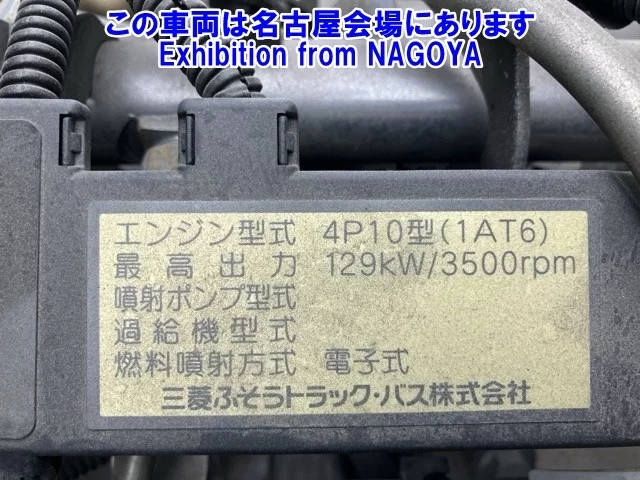 この車両は名古屋会場にあります
Exhibition from NAGOYA
エンジン型式 4P10型(1AT6)
最高出力 129kW/3500rpm
噴射ポンプ型式
過給機型式
燃料噴射方式 電子式
三菱ふそうトラック・バス株式会社